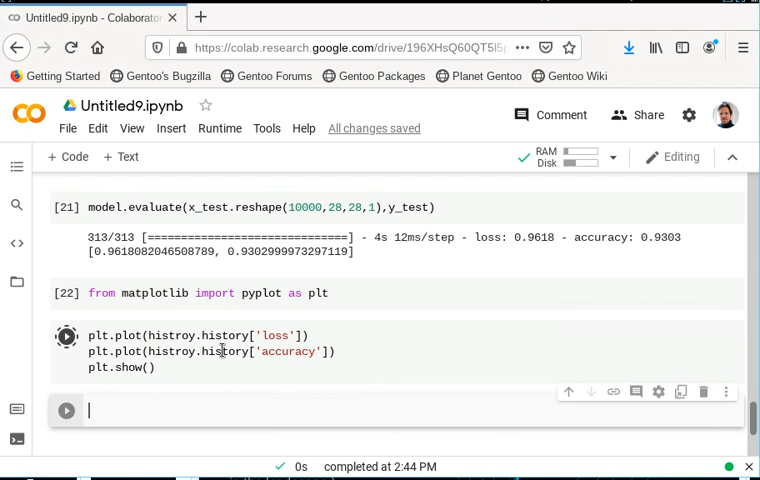 Untitled9.ipynb - Colaborator
https://colab.research.google.com/drive/196XHsQ60QT5l5p
Getting Started Gentoo's Bugzilla Gentoo Forums Gentoo Packages Planet Gentoo Gentoo Wiki
Untitled9.ipynb
Comment Share
File Edit View Insert Runtime Tools Help All changes saved
+ Code + Text RAM Disk Editing
[21] model.evaluate(x_test.reshape(10000,28,28,1),y_test)
313/313 [==============================] - 4s 12ms/step - loss: 0.9618 - accuracy: 0.9303
[0.9618082046508789, 0.9302999973297119]
[22] from matplotlib import pyplot as plt
plt.plot(histroy.history['loss'])
plt.plot(histroy.history['accuracy'])
plt.show()
0s completed at 2:44 PM